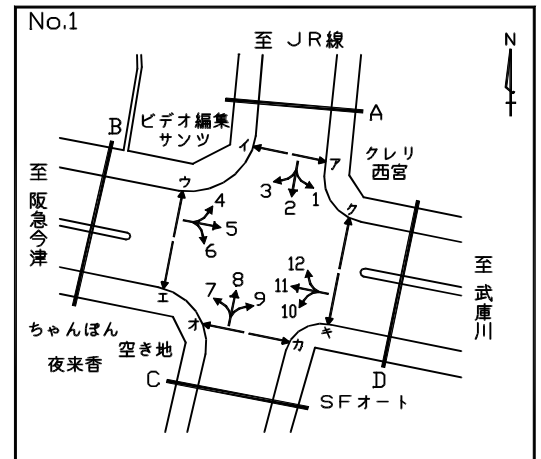 No.1
至 JR線
N
A
B
ビデオ編集
サンツ
クレリ
西宮
イ
ア
ウ
ク
3
2
1
4
5
6
至
阪急今津
12
11
10
至
武庫川
7
8
9
エ
オ
カ
キ
ちゃんぽん
夜来香
空き地
C
D
SFオート